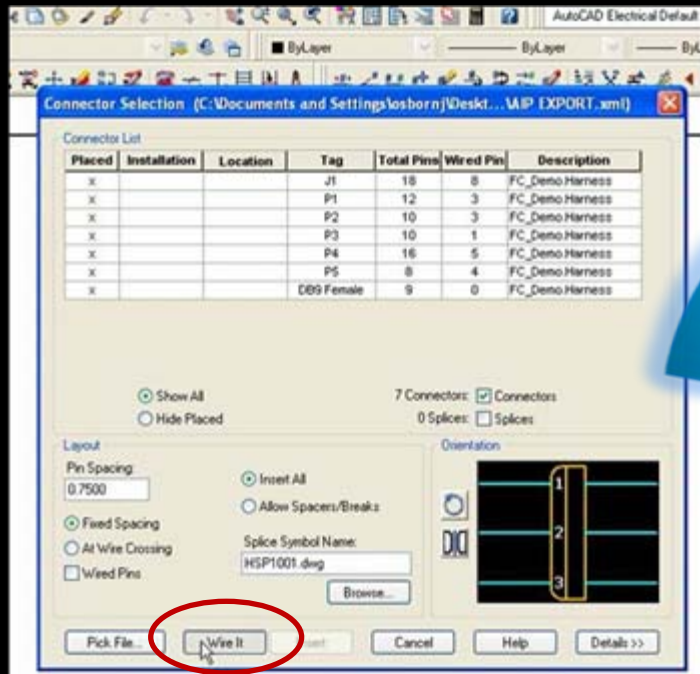 AutoCAD Electrical Defaul
ByLayer ByLayer ByL
Connector Selection (C:\Documents and Settings\osbornj\Deskt...\AIP EXPORT.xml)
Connector List
Placed Installation Location Tag Total Pins Wired Pin Description
x J1 18 8 FC_Demo.Harness
x P1 12 3 FC_Demo.Harness
x P2 10 3 FC_Demo.Harness
x P3 10 1 FC_Demo.Harness
x P4 16 5 FC_Demo.Harness
x P5 8 4 FC_Demo.Harness
x DB9 Female 9 0 FC_Demo.Harness
Show All 7 Connectors: Connectors
Hide Placed 0 Splices: Splices
Layout Orientation
Pin Spacing:
0.7500
Insert All
Allow Spacers/Breaks
Fixed Spacing
At Wire Crossing
Wired Pins
Splice Symbol Name:
HSP1001.dwg
Browse...
1
2
3
Pick File... Wire It Insert Cancel Help Details >>